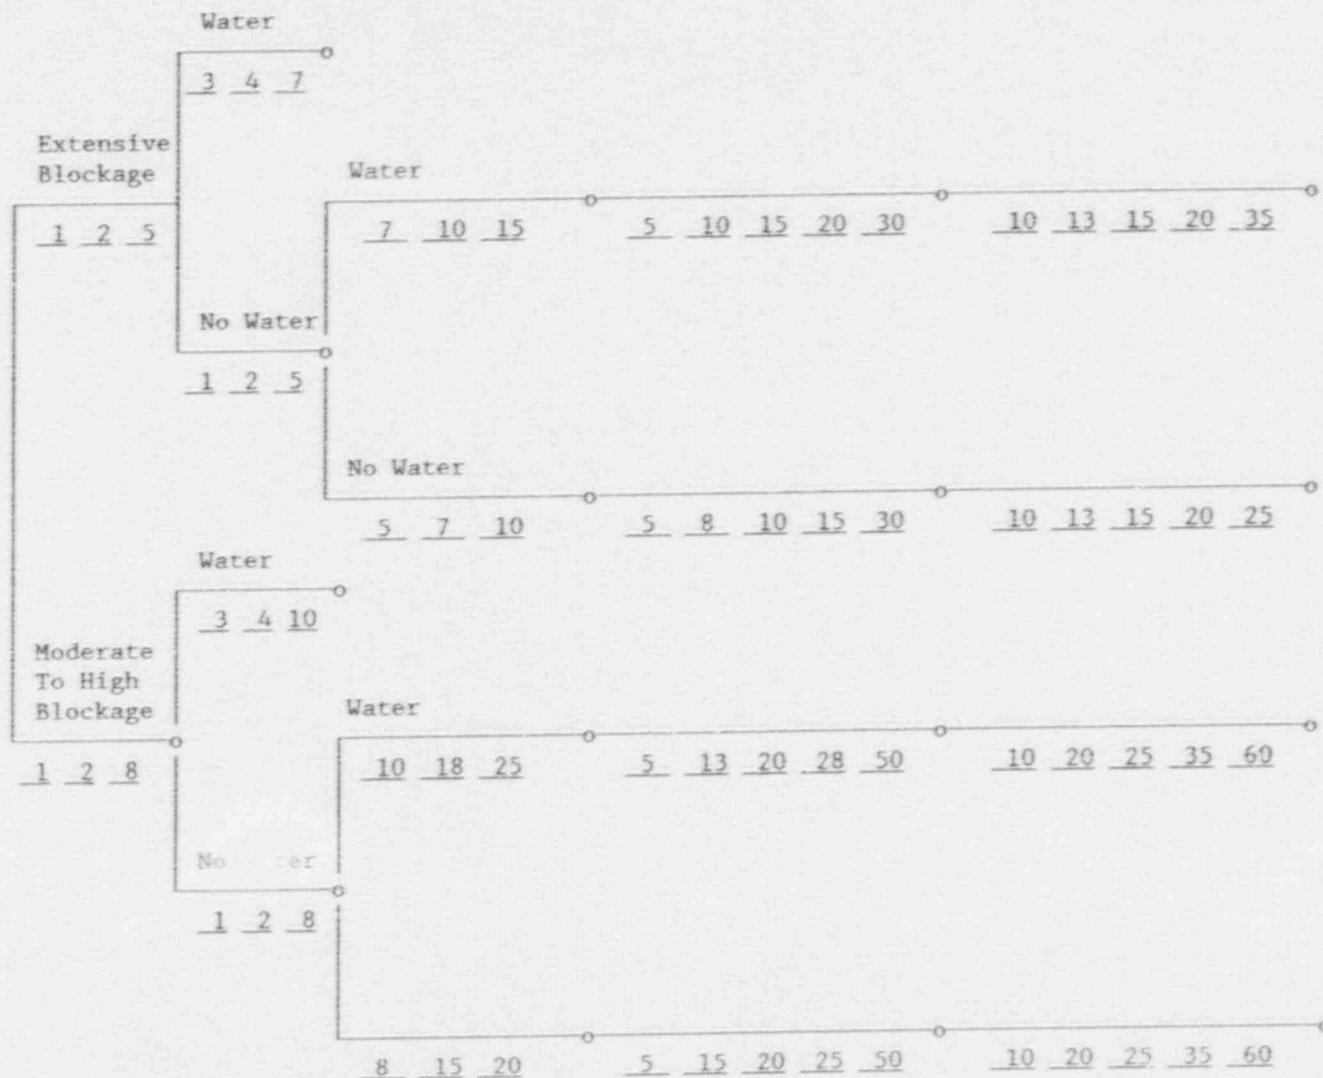 Water
3 4 7
Extensive
Blockage
1 2 5
Water
7 10 15 5 10 15 20 30 10 13 15 20 35
No Water
1 2 5
No Water
5 7 10 5 8 10 15 30 10 13 15 20 25
Water
3 4 10
Moderate
To High
Blockage
1 2 8
Water
10 18 25 5 13 20 28 50 10 20 25 35 60
No
1 2 8
8 15 20 5 15 20 25 50 10 20 25 35 60